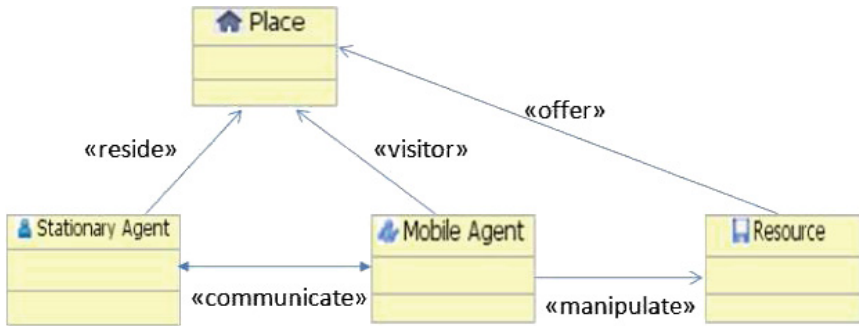 Place
«offer»
«reside»
«visitor»
Stationary Agent
Mobile Agent
Resource
«communicate»
«manipulate»